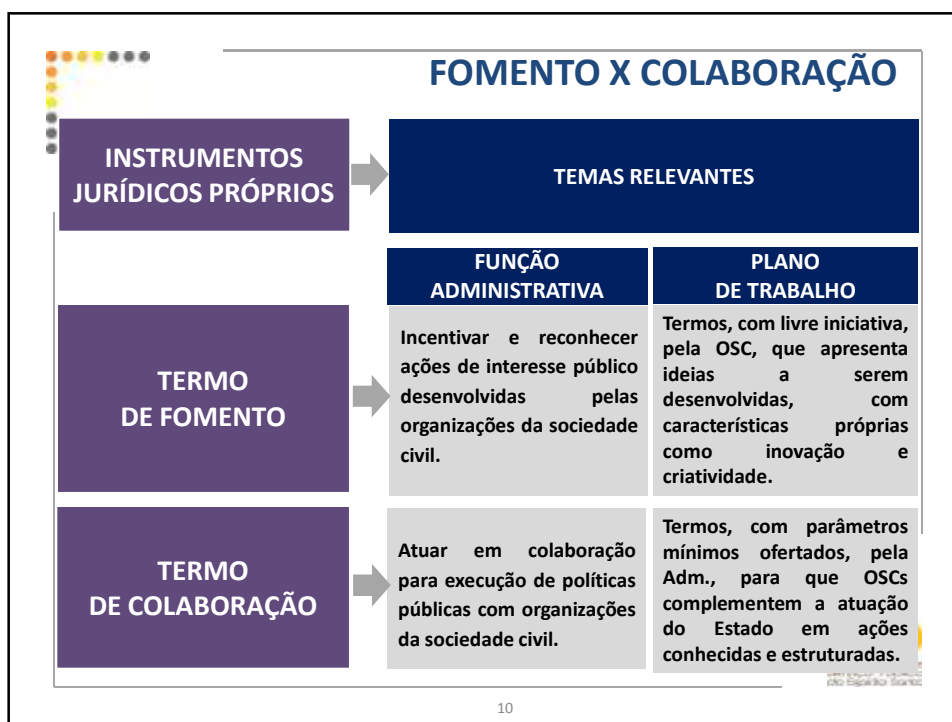 FOMENTO X COLABORAÇÃO
INSTRUMENTOS
JURÍDICOS PRÓPRIOS
TEMAS RELEVANTES
FUNÇÃO
ADMINISTRATIVA
PLANO
DE TRABALHO
TERMO
DE FOMENTO
Incentivar e reconhecer
ações de interesse público
desenvolvidas pelas
organizações da sociedade
civil.
Termos, com livre iniciativa,
pela OSC, que apresenta
ideias a serem
desenvolvidas, com
características próprias
como inovação e
criatividade.
TERMO
DE COLABORAÇÃO
Atuar em colaboração
para execução de políticas
públicas com organizações
da sociedade civil.
Termos, com parâmetros
mínimos ofertados, pela
Adm., para que OSCs
complementem a atuação
do Estado em ações
conhecidas e estruturadas.
do Espírito Santo
10